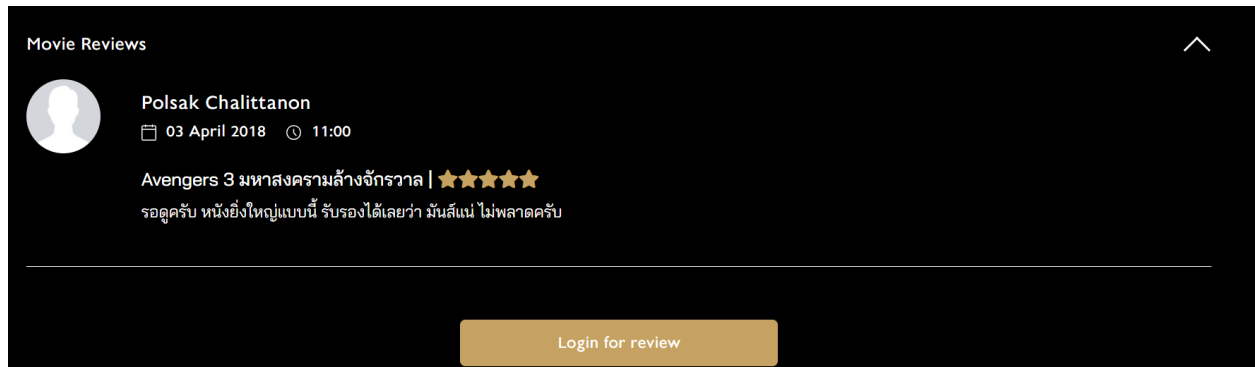 Movie Reviews
Polsak Chalittanon
03 April 2018 11:00
Avengers 3 มหาสงครามล้างจักรวาล |
รอดูครับ หนังยิ่งใหญ่แบบนี้ รับรองได้เลยว่า มันส์แน่ ไม่พลาดครับ
Login for review